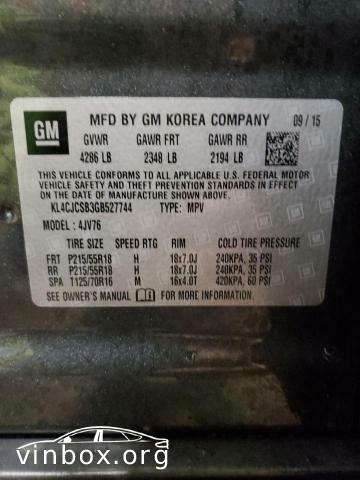 GM MFD BY GM KOREA COMPANY 09 / 15
GVWR GAWR FRT GAWR RR
4286 LB 2348 LB 2194 LB
THIS VEHICLE CONFORMS TO ALL APPLICABLE U.S. FEDERAL MOTOR
VEHICLE SAFETY AND THEFT PREVENTION STANDARDS IN EFFECT
ON THE DATE OF MANUFACTURE SHOWN ABOVE.
KL4CJCSB3GB527744 TYPE: MPV
MODEL : 4JV76
TIRE SIZE SPEED RTG RIM COLD TIRE PRESSURE
FRT P215/55R18 H 18x7.0J 240KPA, 35 PSI
RR P215/55R18 H 18x7.0J 240KPA, 35 PSI
SPA T125/70R16 M 16x4.0T 420KPA, 60 PSI
SEE OWNER'S MANUAL FOR MORE INFORMATION
vinbox.org